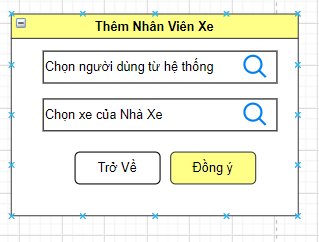 Thêm Nhân Viên Xe
Chọn người dùng từ hệ thống
Chọn xe của Nhà Xe
Trở Về
Đồng ý